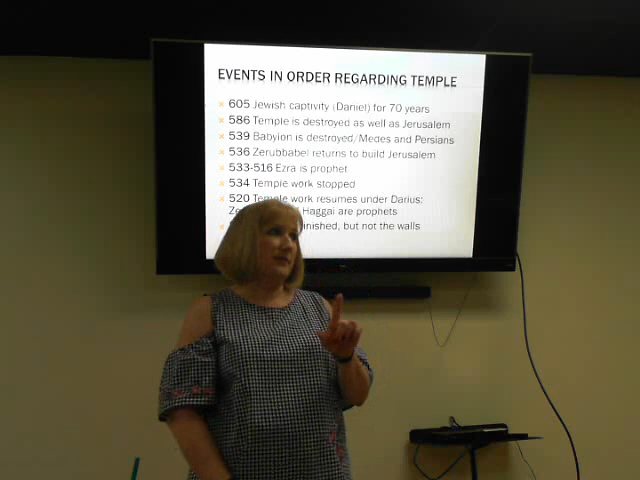 EVENTS IN ORDER REGARDING TEMPLE
605 Jewish captivity (Daniel) for 70 years
586 Temple is destroyed as well as Jerusalem
539 Babylon is destroyed/Medes and Persians
536 Zerubbabel returns to build Jerusalem
533-516 Ezra is prophet
534 Temple work stopped
520 Temple work resumes under Darius:
Haggai are prophets
but not the walls